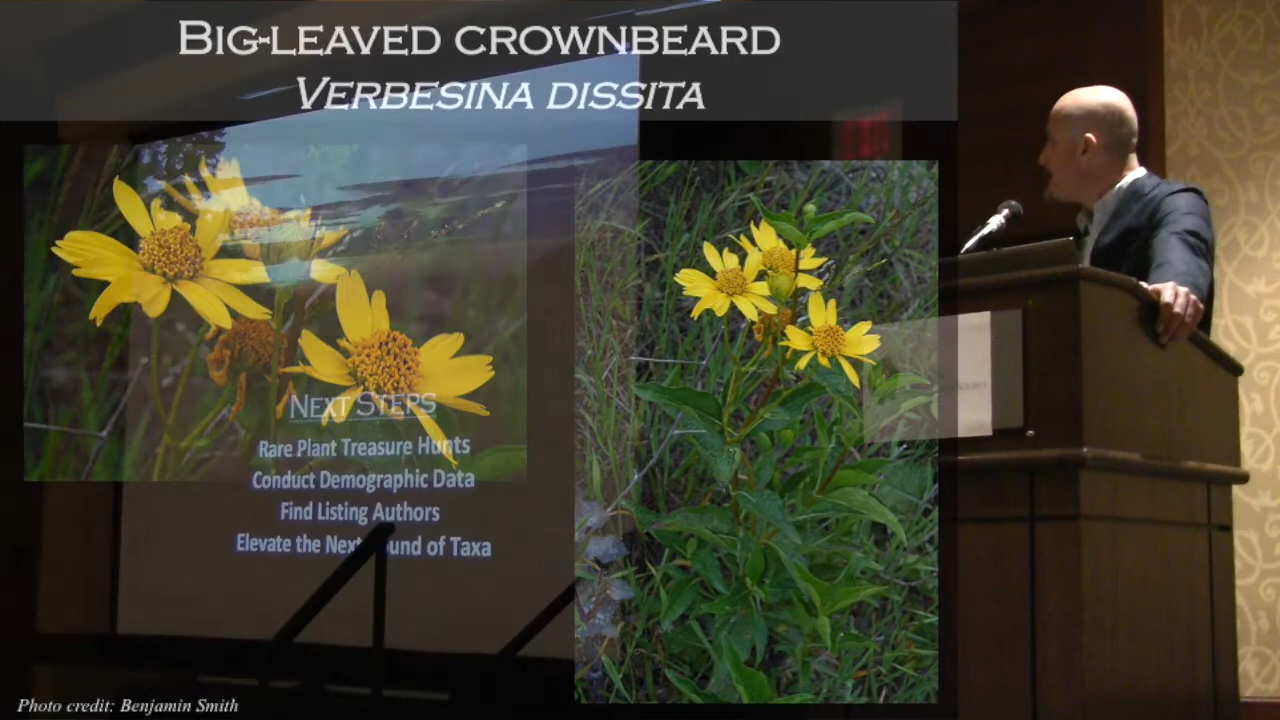 Big-leaved crownbeard
Verbesina dissita
Next Steps
Rare Plant Treasure Hunts
Conduct Demographic Data
Find Listing Authors
Elevate the Next ound of Taxa
Photo credit: Benjamin Smith